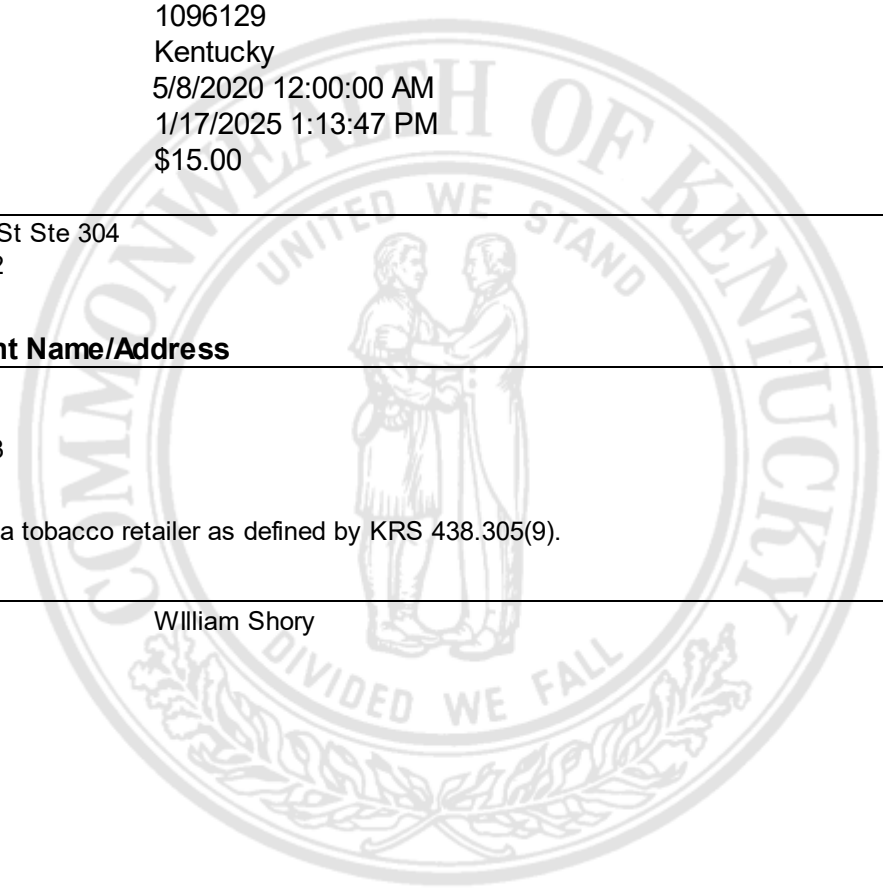 1096129
Kentucky
5/8/2020 12:00:00 AM
1/17/2025 1:13:47 PM
$15.00
St Ste 304
2
nt Name/Address
3
a tobacco retailer as defined by KRS 438.305(9).
WIlliam Shory
COMMONWEALTH OF KENTUCKY
UNITED WE STAND
DIVIDED WE FALL